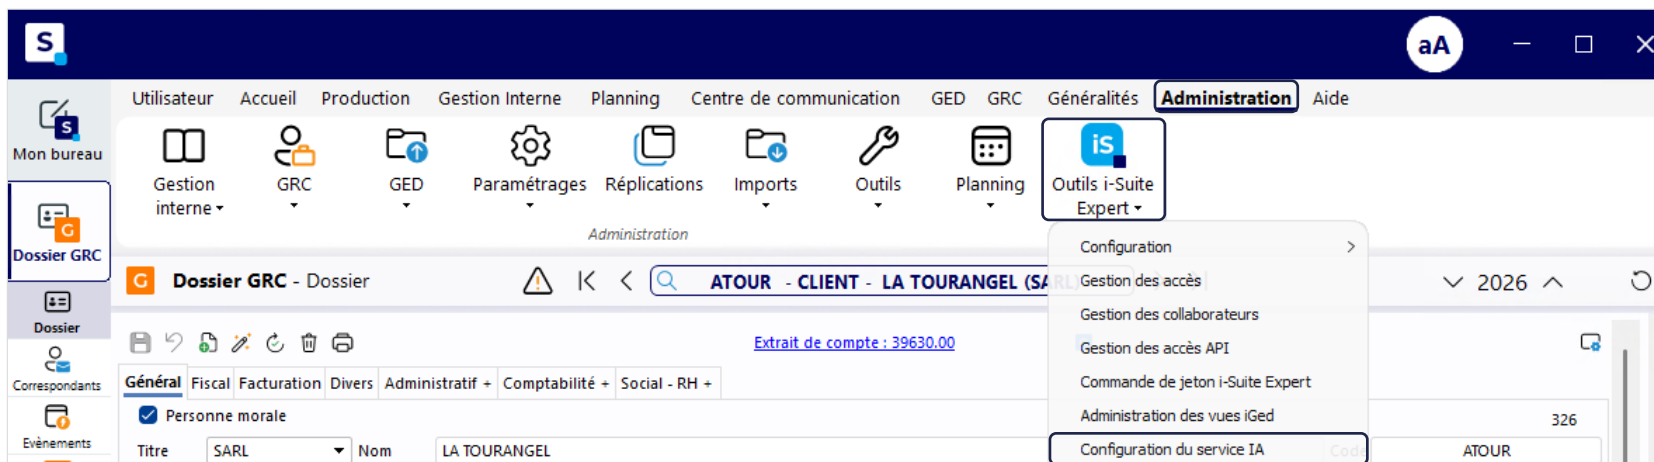 S
aA
Utilisateur Accueil Production Gestion Interne Planning Centre de communication GED GRC Généralités Administration Aide
S
Mon bureau
Gestion interne
GRC
GED
Paramétrages
Réplications
Imports
Outils
Planning
iS
Outils i-Suite Expert
Administration
G
Dossier GRC
G Dossier GRC - Dossier
ATOUR - CLIENT - LA TOURANGEL (SARL)
2026
Configuration
Gestion des accès
Gestion des collaborateurs
Gestion des accès API
Commande de jeton i-Suite Expert
Administration des vues iGed
Configuration du service IA
Dossier
Correspondants
Evènements
Extrait de compte : 39630.00
Général Fiscal Facturation Divers Administratif + Comptabilité + Social - RH +
Personne morale
326
Titre SARL Nom LA TOURANGEL Code ATOUR